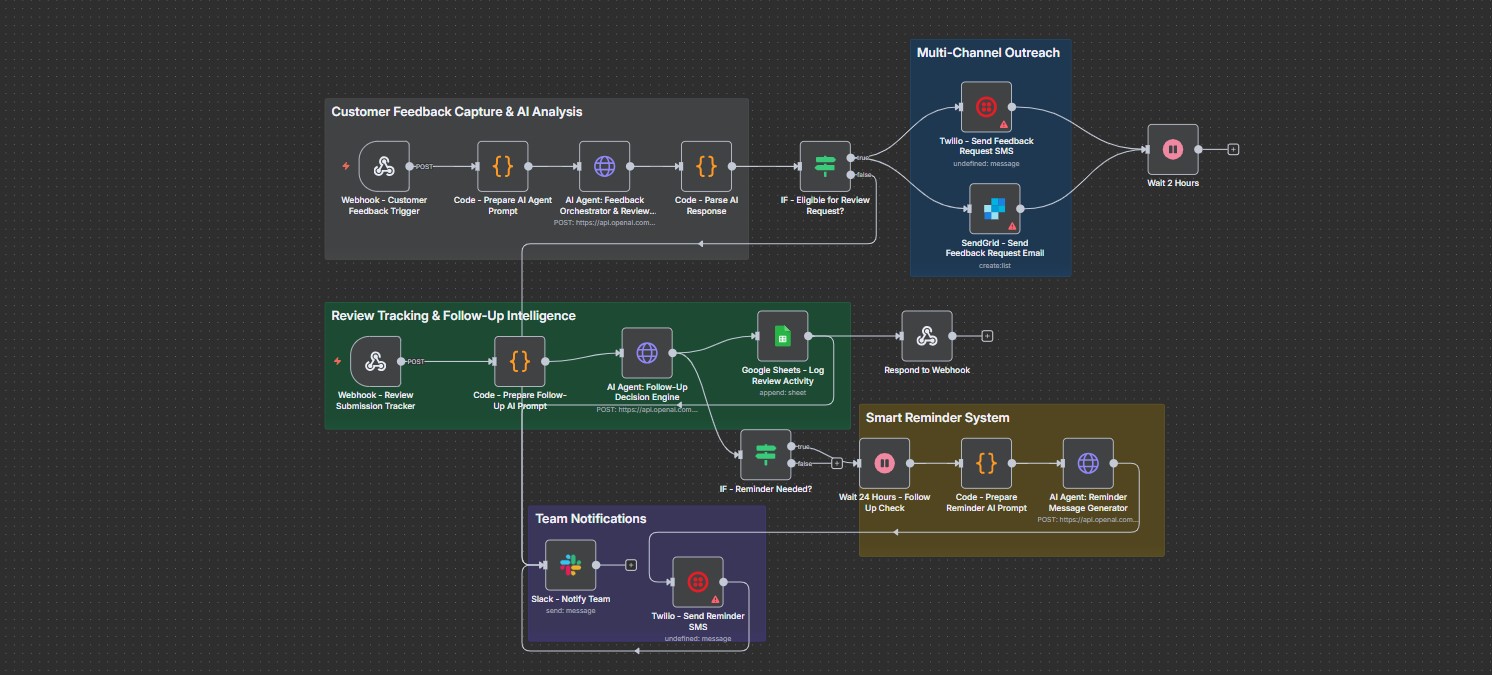 Multi-Channel Outreach
Twilio - Send Feedback
Request SMS
undefined: message
SendGrid - Send
Feedback Request Email
create:list
Wait 2 Hours
Customer Feedback Capture & AI Analysis
POST
Webhook - Customer
Feedback Trigger
Code - Prepare AI Agent
Prompt
AI Agent: Feedback
Orchestrator & Review...
POST: https://api.openai.com...
Code - Parse AI
Response
true
false
IF - Eligible for Review
Request?
Review Tracking & Follow-Up Intelligence
POST
Webhook - Review
Submission Tracker
Code - Prepare Follow-
Up AI Prompt
AI Agent: Follow-Up
Decision Engine
POST: https://api.openai.com...
Google Sheets - Log
Review Activity
append: sheet
Respond to Webhook
true
false
IF - Reminder Needed?
Smart Reminder System
Wait 24 Hours - Follow
Up Check
Code - Prepare
Reminder AI Prompt
AI Agent: Reminder
Message Generator
POST: https://api.openai.com...
Team Notifications
Slack - Notify Team
send: message
Twilio - Send Reminder
SMS
undefined: message